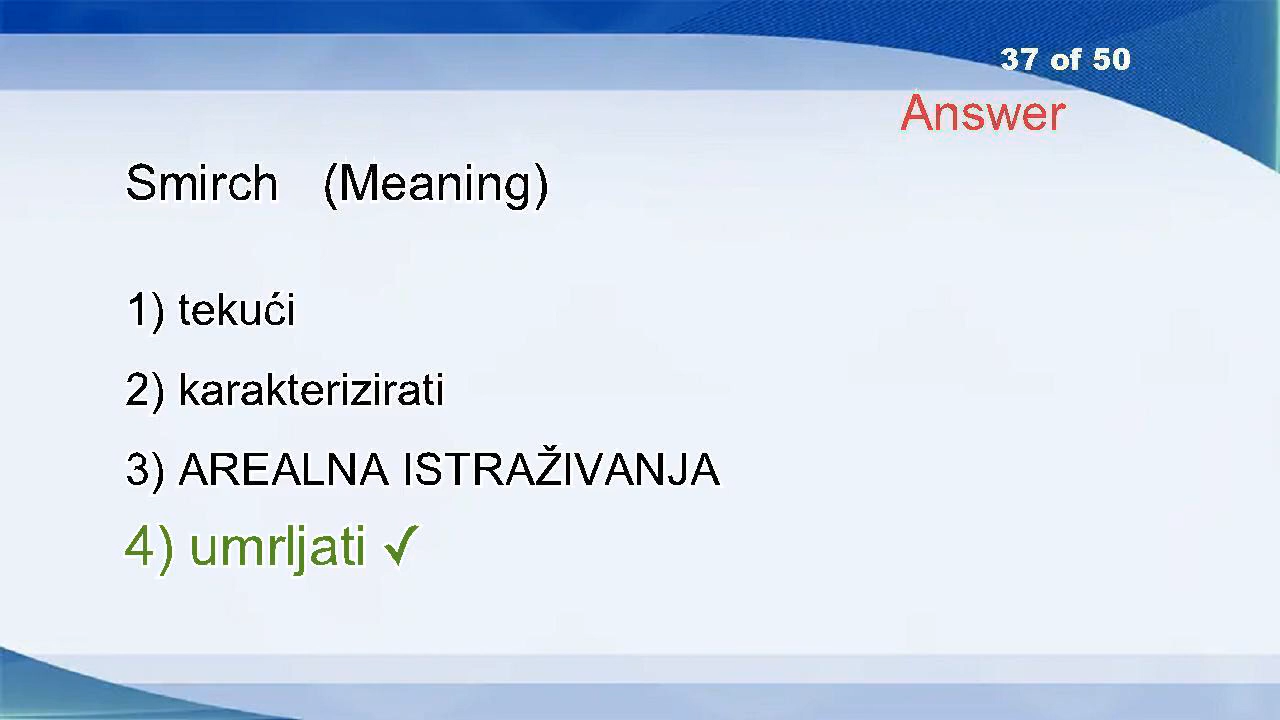 37 of 50
Answer
Smirch (Meaning)
1) tekući
2) karakterizirati
3) AREALNA ISTRAŽIVANJA
4) umrljati ✓